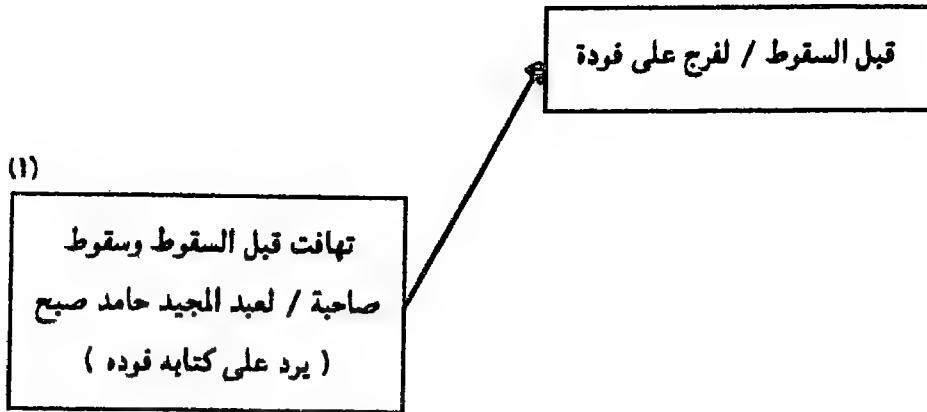 قبل السقوط / لفرج على فودة
(١)
تهافت قبل السقوط وسقوط
صاحبة / لعبد المجيد حامد صبح
( يرد على كتابه فوده )